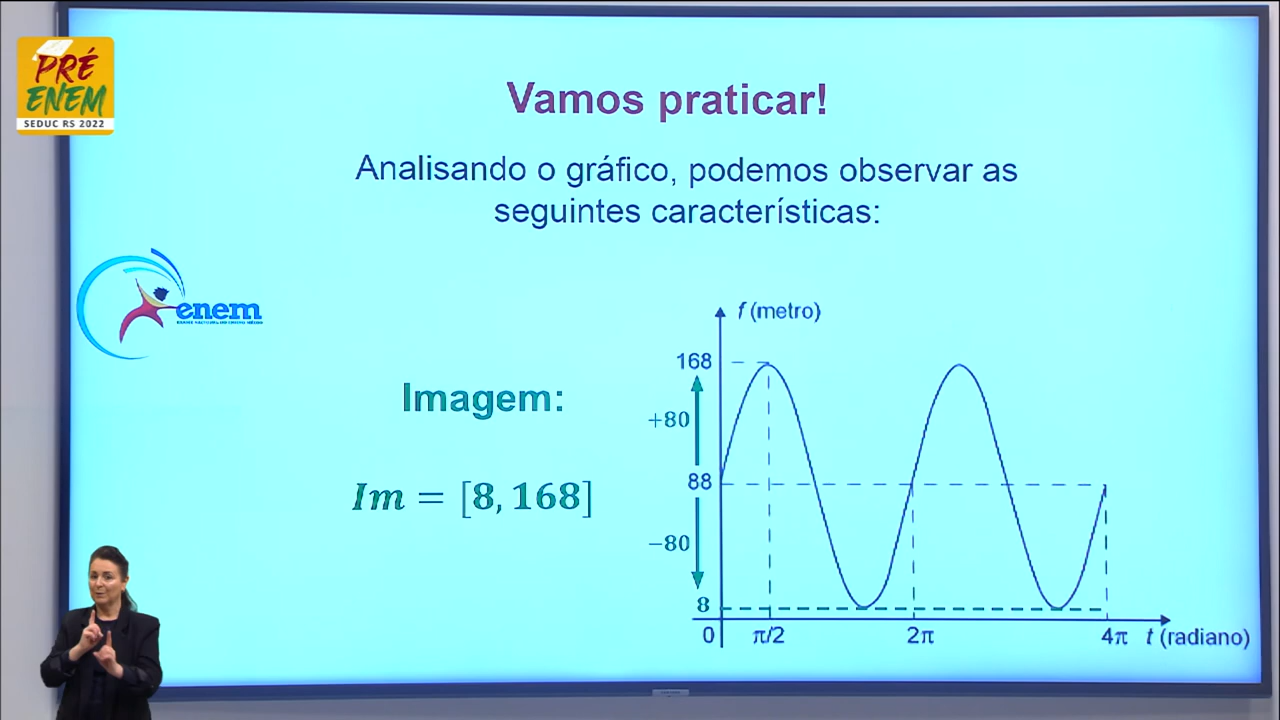 PRÉ
ENEM
SEDUC RS 2022
Vamos praticar!
Analisando o gráfico, podemos observar as
seguintes características:
enem
Imagem:
Im = [8, 168]
f (metro)
168
+80
88
−80
8
0 π/2 2π 4π t (radiano)